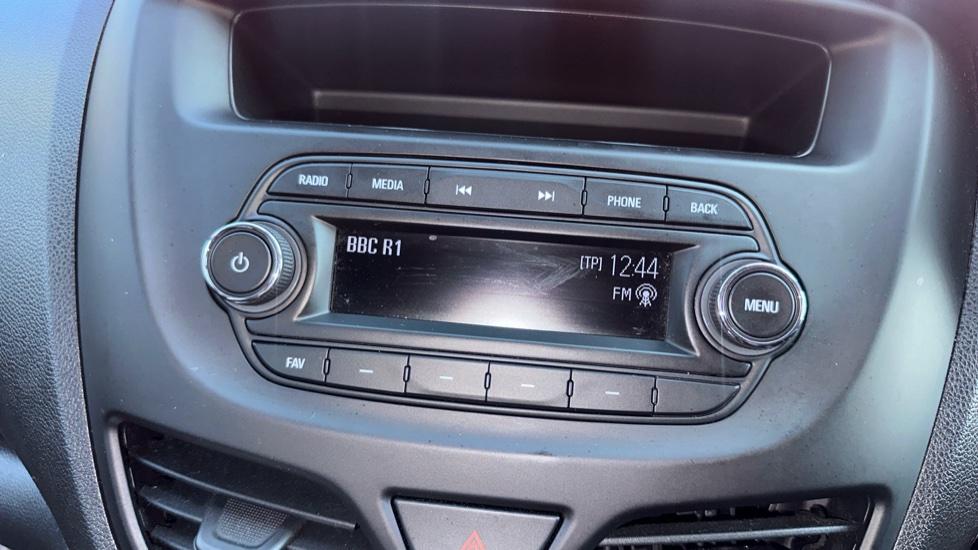 RADIO MEDIA PHONE BACK
BBC R1
[TP] 12:44
FM
MENU
FAV